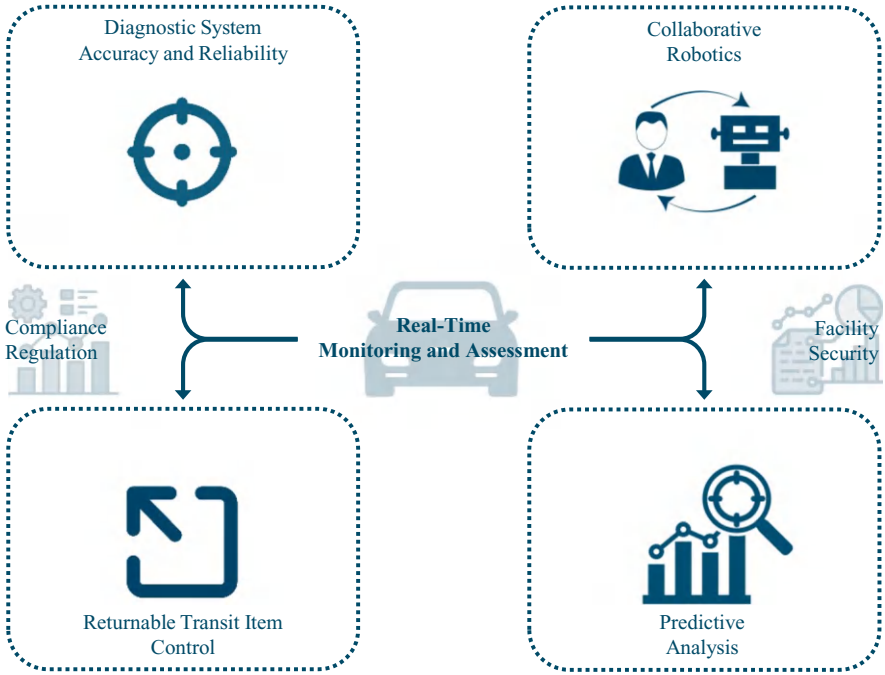 Diagnostic System
Accuracy and Reliability
Collaborative
Robotics
Compliance
Regulation
Real-Time
Monitoring and Assessment
Facility
Security
Returnable Transit Item
Control
Predictive
Analysis